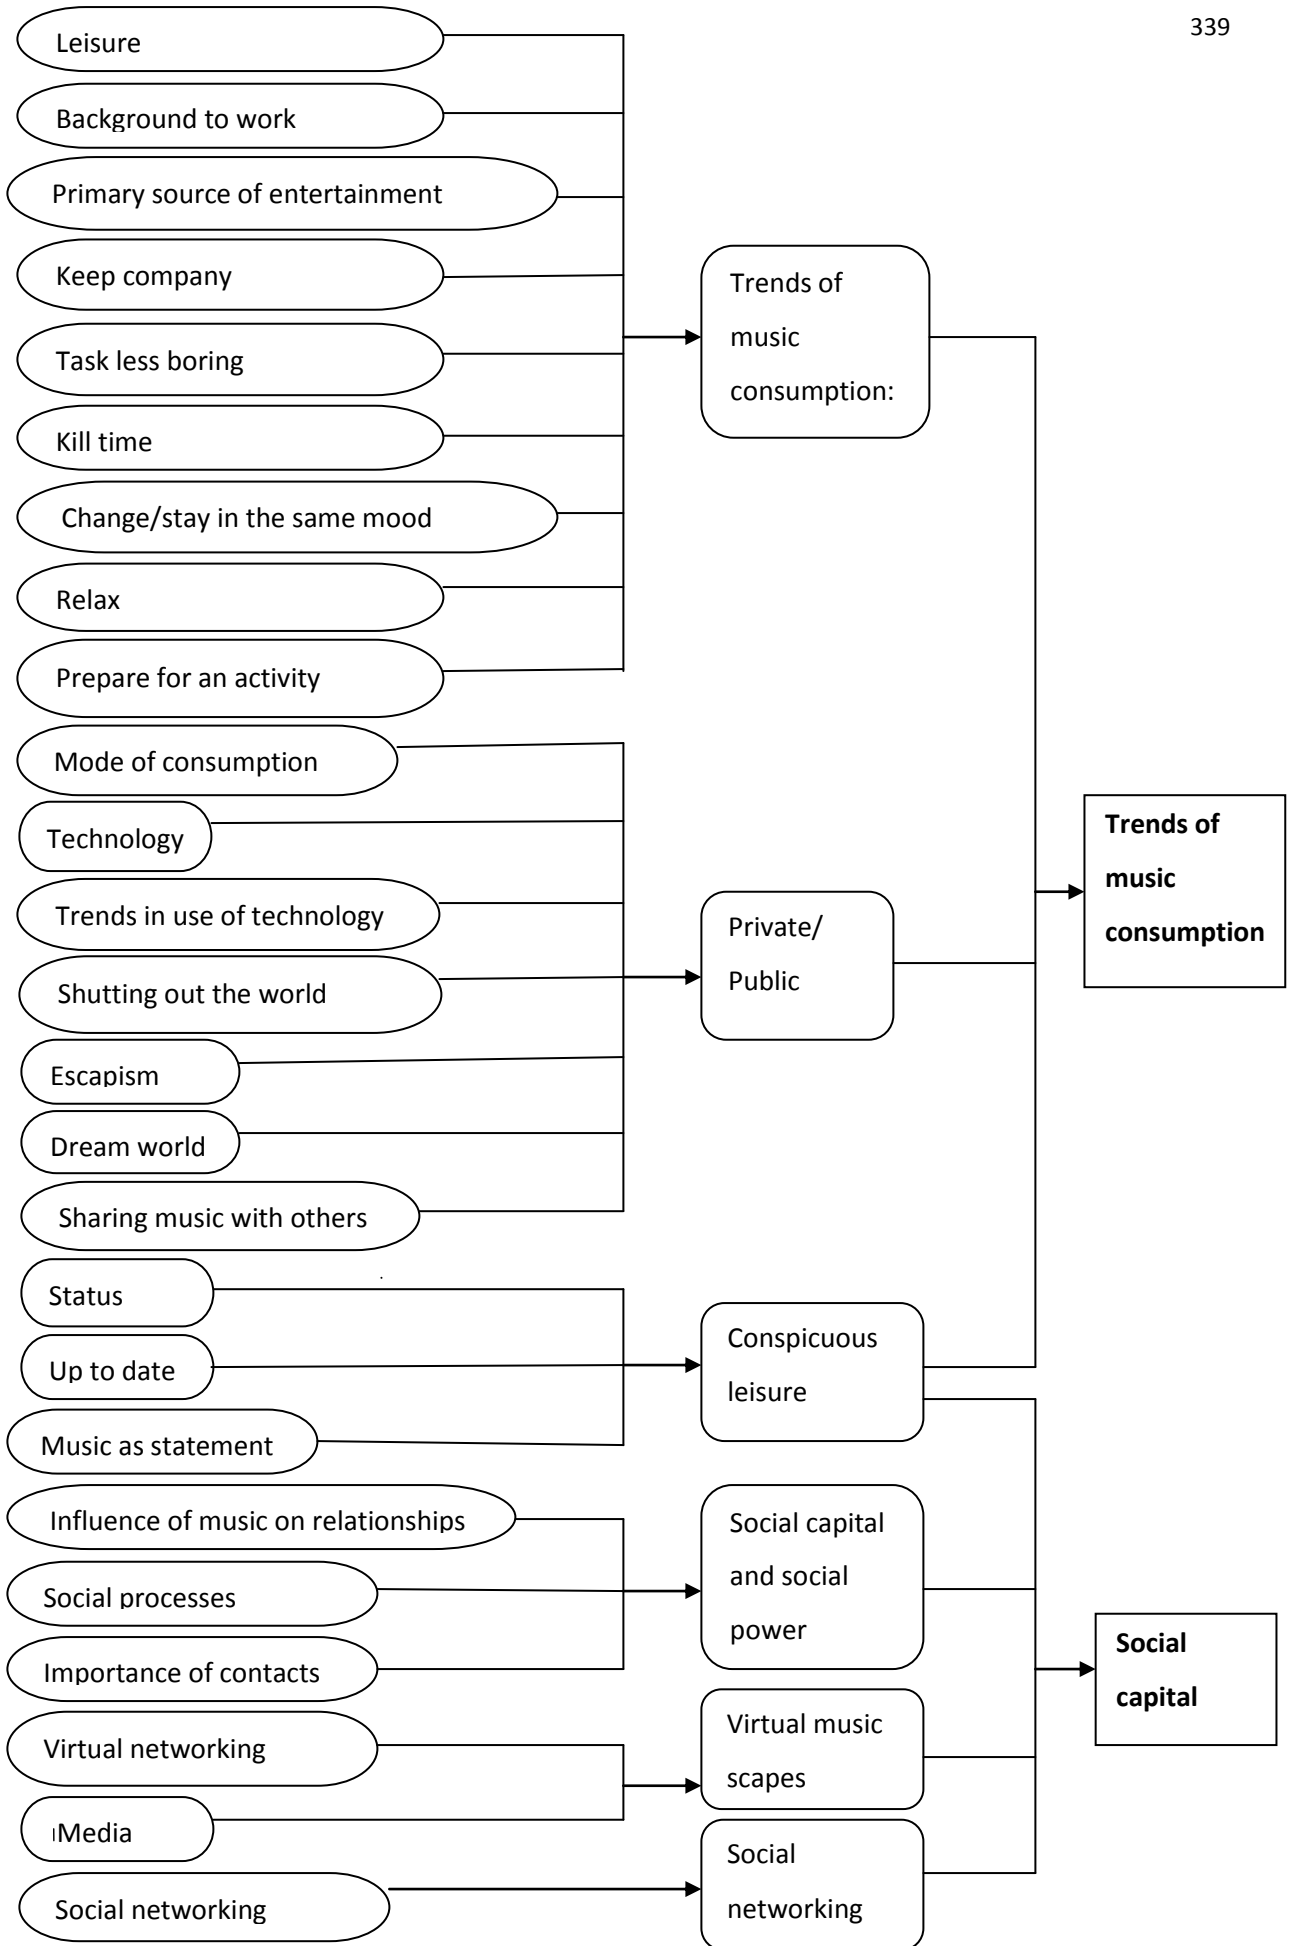 339
Leisure
Background to work
Primary source of entertainment
Keep company
Task less boring
Kill time
Change/stay in the same mood
Relax
Prepare for an activity
Mode of consumption
Technology
Trends in use of technology
Shutting out the world
Escapism
Dream world
Sharing music with others
Status
Up to date
Music as statement
Influence of music on relationships
Social processes
Importance of contacts
Virtual networking
Media
Social networking
Trends of
music
consumption:
Private/
Public
Conspicuous
leisure
Social capital
and social
power
Virtual music
scapes
Social
networking
Trends of
music
consumption
Social
capital